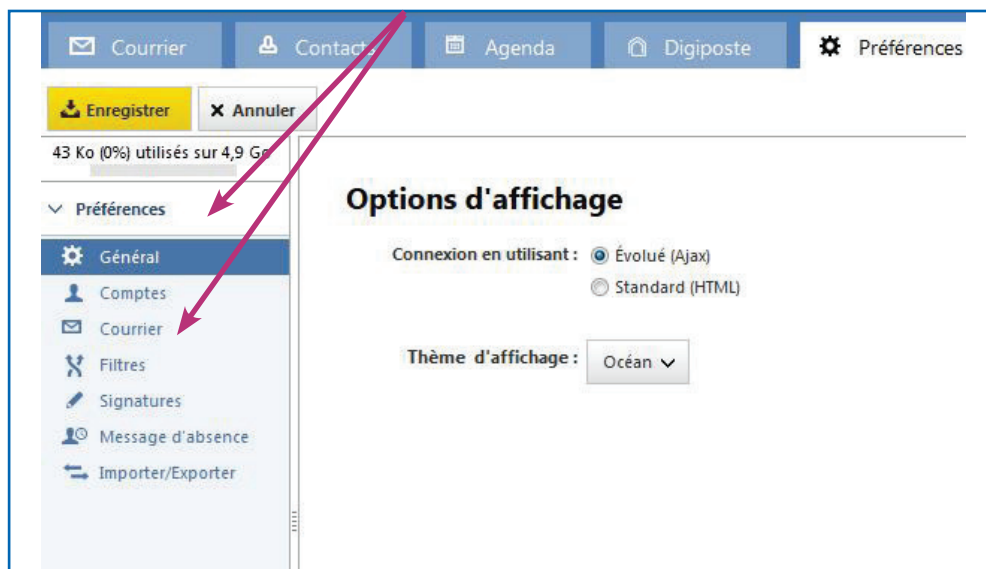 Courrier Contacts Agenda Digiposte Préférences
Enregistrer Annuler
43 Ko (0%) utilisés sur 4,9 Go
Préférences
Général
Comptes
Courrier
Filtres
Signatures
Message d'absence
Importer/Exporter
Options d'affichage
Connexion en utilisant : Évolué (Ajax)
Standard (HTML)
Thème d'affichage : Océan